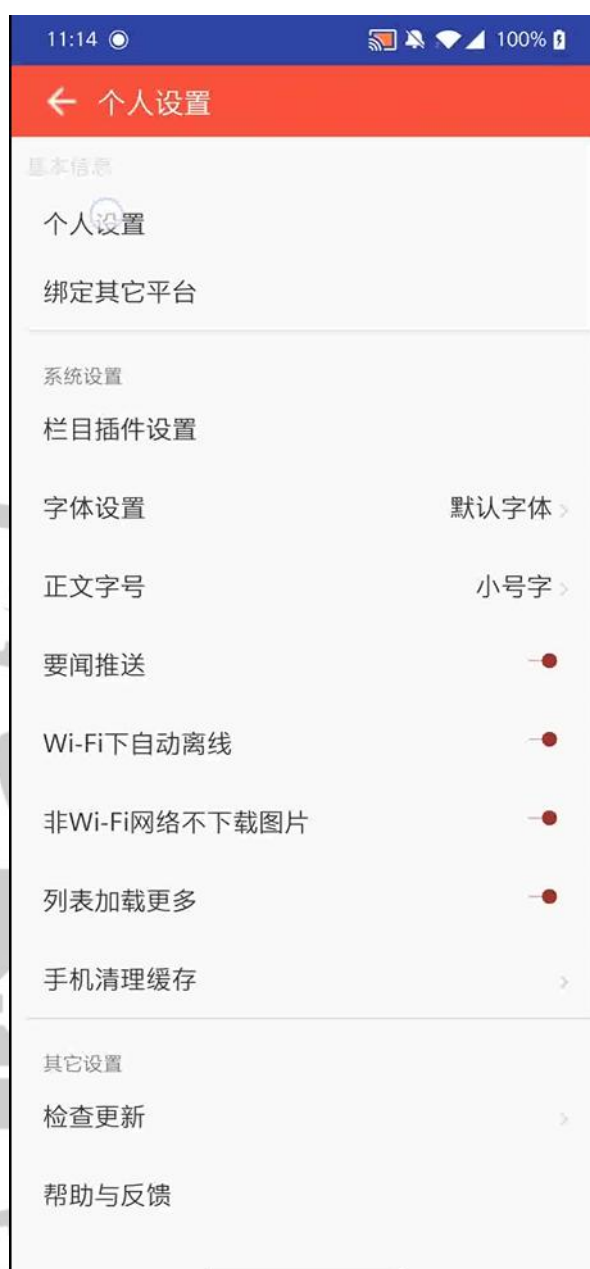 11:14 100%
个人设置
基本信息
个人设置
绑定其它平台
系统设置
栏目插件设置
字体设置 默认字体
正文字号 小号字
要闻推送
Wi-Fi下自动离线
非Wi-Fi网络不下载图片
列表加载更多
手机清理缓存
其它设置
检查更新
帮助与反馈